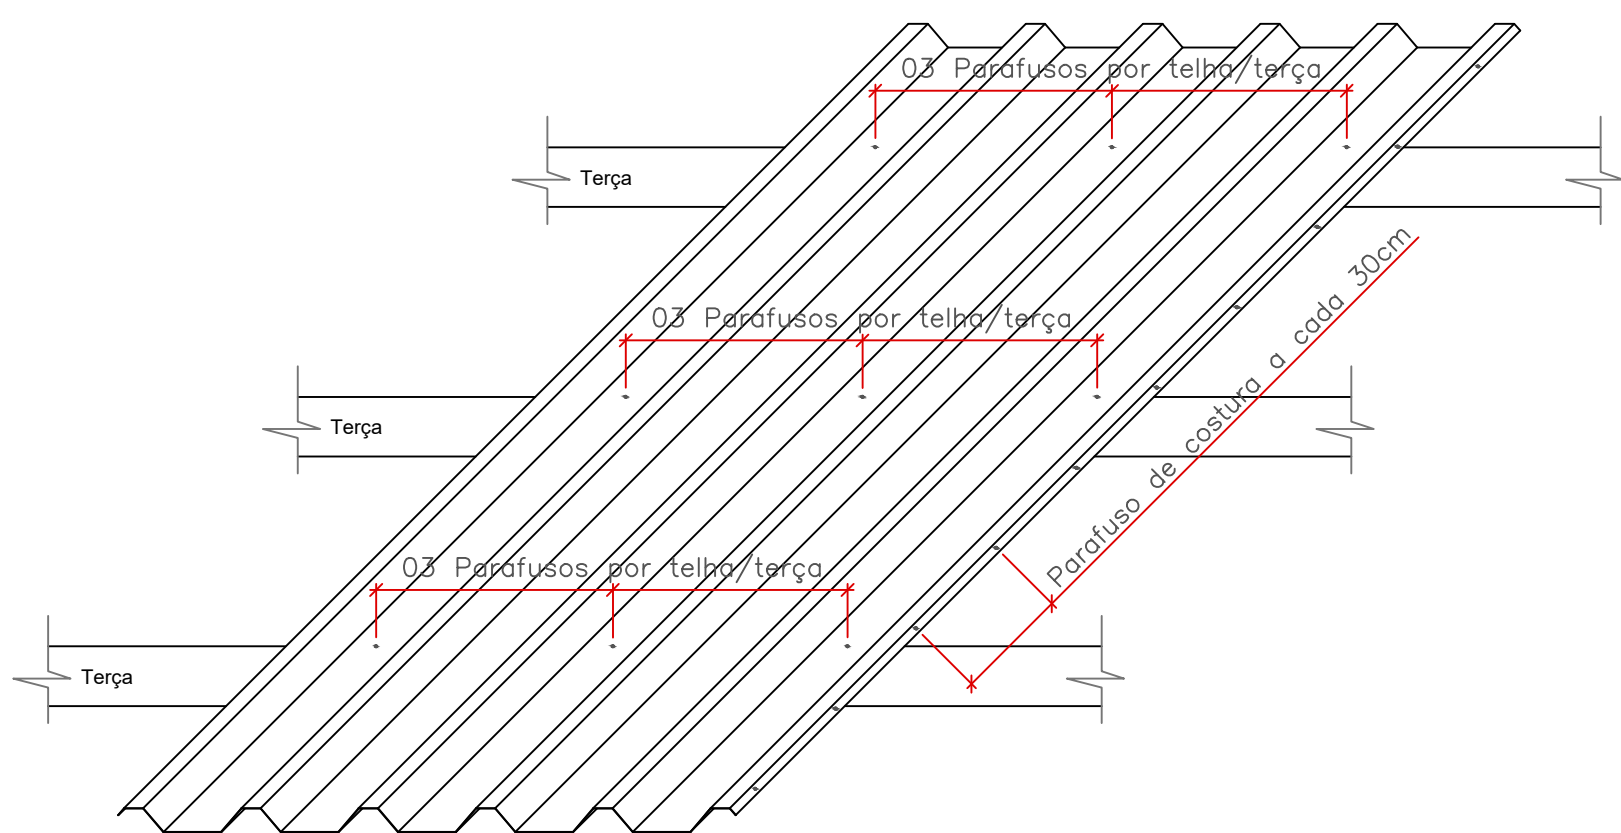 03 Parafusos por telha/terça
Terça
Parafuso de costura a cada 30cm
03 Parafusos por telha/terça
Terça
03 Parafusos por telha/terça
Terça